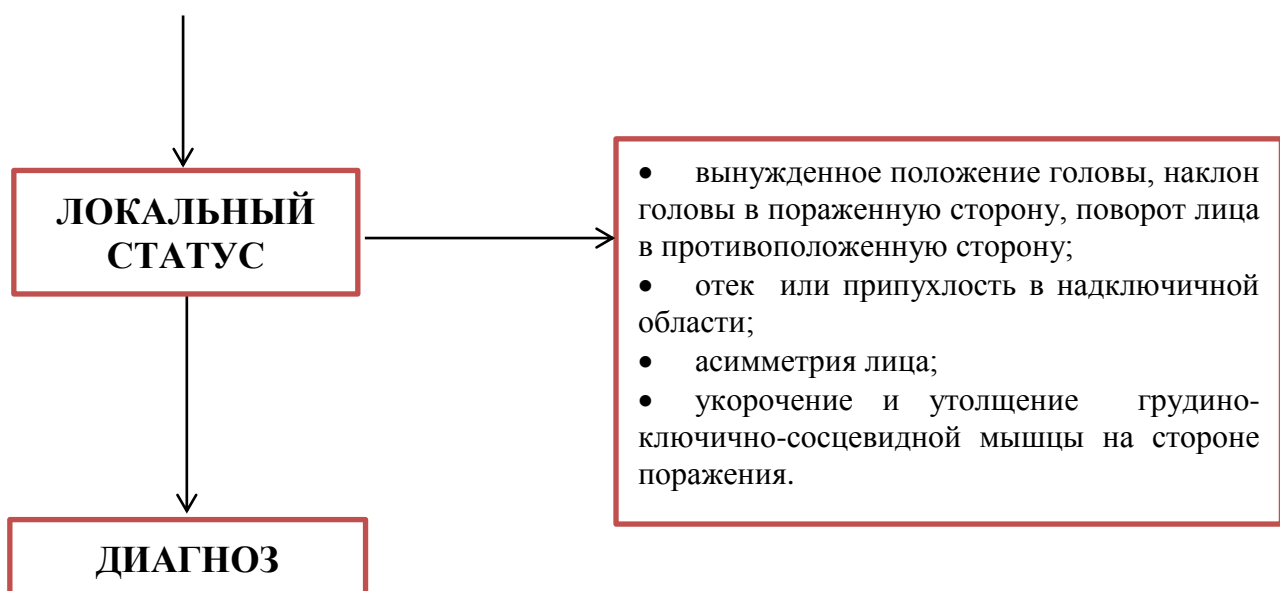 ЛОКАЛЬНЫЙ
СТАТУС
• вынужденное положение головы, наклон
головы в пораженную сторону, поворот лица
в противоположенную сторону;
• отек или припухлость в надключичной
области;
• асимметрия лица;
• укорочение и утолщение грудино-
ключично-сосцевидной мышцы на стороне
поражения.
ДИАГНОЗ